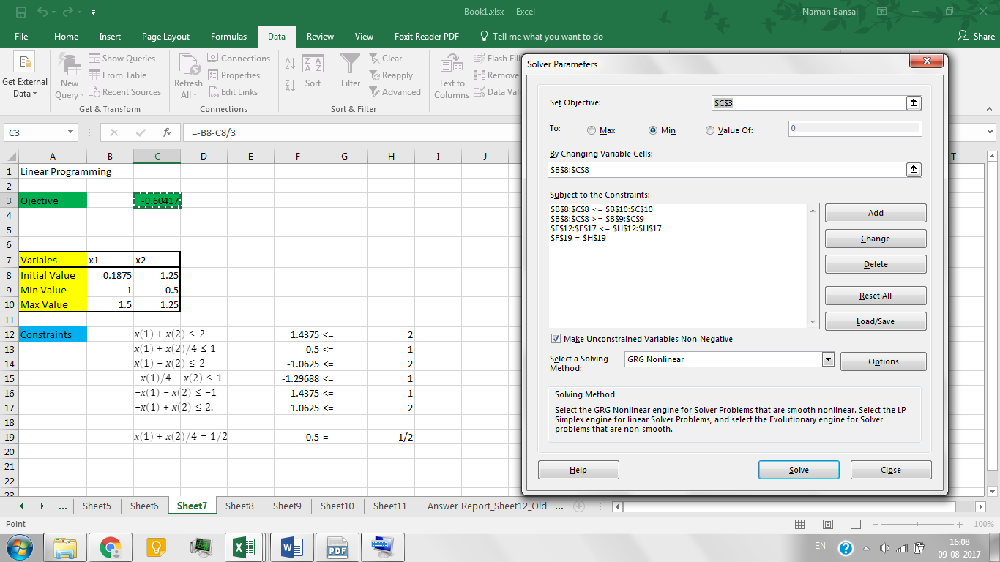 Book1.xlsx - Excel
Naman Bansal
File Home Insert Page Layout Formulas Data Review View Foxit Reader PDF Tell me what you want to do Share
Get External Data
New Query
Show Queries
From Table
Recent Sources
Get & Transform
Refresh All
Connections
Properties
Edit Links
Connections
Sort
Filter
Clear
Reapply
Advanced
Sort & Filter
Text to Columns
Flash Fill
Remove
Data Vali
C3 fx =-B8-C8/3
A B C D E F G H I J T
1 Linear Programming
2
3 Ojective -0.60417
4
5
6
7 Variales x1 x2
8 Initial Value 0.1875 1.25
9 Min Value -1 -0.5
10 Max Value 1.5 1.25
11
12 Constraints x(1) + x(2) ≤ 2 1.4375 <= 2
13 x(1) + x(2)/4 ≤ 1 0.5 <= 1
14 x(1) − x(2) ≤ 2 -1.0625 <= 2
15 −x(1)/4 − x(2) ≤ 1 -1.29688 <= 1
16 −x(1) − x(2) ≤ −1 -1.4375 <= -1
17 −x(1) + x(2) ≤ 2. 1.0625 <= 2
18
19 x(1) + x(2)/4 = 1/2 0.5 = 1/2
20
21
22
23
Solver Parameters
Set Objective: $C$3
To: Max Min Value Of: 0
By Changing Variable Cells:
$B$8:$C$8
Subject to the Constraints:
$B$8:$C$8 <= $B$10:$C$10
$B$8:$C$8 >= $B$9:$C$9
$F$12:$F$17 <= $H$12:$H$17
$F$19 = $H$19
Add
Change
Delete
Reset All
Load/Save
Make Unconstrained Variables Non-Negative
Select a Solving Method: GRG Nonlinear
Options
Solving Method
Select the GRG Nonlinear engine for Solver Problems that are smooth nonlinear. Select the LP
Simplex engine for linear Solver Problems, and select the Evolutionary engine for Solver
problems that are non-smooth.
Help Solve Close
... Sheet5 Sheet6 Sheet7 Sheet8 Sheet9 Sheet10 Sheet11 Answer Report_Sheet12_Old ...
Point 100%
PDF
EN
16:08
09-08-2017